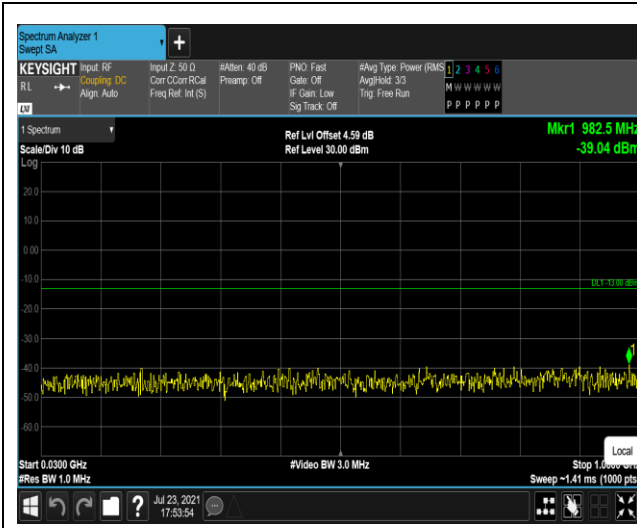 Spectrum Analyzer 1
Swept SA
+
KEYSIGHT
RL
LXI
Input: RF
Coupling: DC
Align: Auto
Input Z: 50 Ω
Corr CCorr RCal
Freq Ref: Int (S)
#Atten: 40 dB
Preamp: Off
PNO: Fast
Gate: Off
IF Gain: Low
Sig Track: Off
#Avg Type: Power (RMS
Avg|Hold: 3/3
Trig: Free Run
1 2 3 4 5 6
M W W W W W
P P P P P P
1 Spectrum
Scale/Div 10 dB
Ref Lvl Offset 4.59 dB
Ref Level 30.00 dBm
Mkr1 982.5 MHz
-39.04 dBm
Log
20.0
10.0
0.00
-10.0
DL1 -13.00 dBm
-20.0
-30.0
1
-40.0
-50.0
-60.0
Local
Start 0.0300 GHz
#Video BW 3.0 MHz
Stop
#Res BW 1.0 MHz
Sweep ~1.41 ms (1000 pts
?
Jul 23, 2021
17:53:54